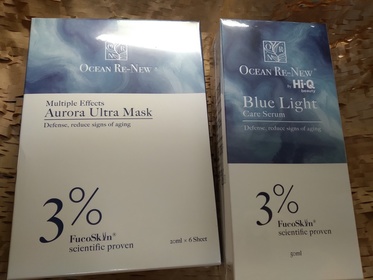 OCEAN RE-NEW®
Multiple Effects
Aurora Ultra Mask
Defense, reduce signs of aging
3%
FucoSkin®
scientific proven
20ml × 6 Sheet
OCEAN RE-NEW®
by Hi-Q
Blue Light
Care Serum
Defense, reduce signs of aging
3%
FucoSkin®
scientific proven
30ml